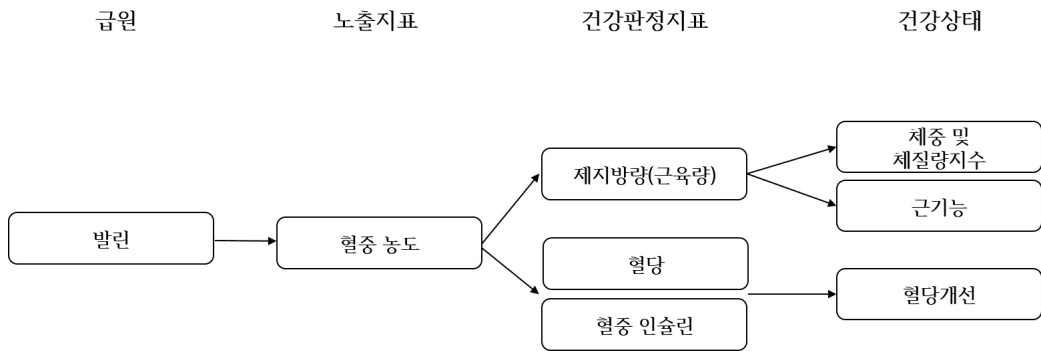 급원
노출지표
건강판정지표
건강상태
발린
혈중 농도
제지방량(근육량)
혈당
혈중 인슐린
체중 및
체질량지수
근기능
혈당개선